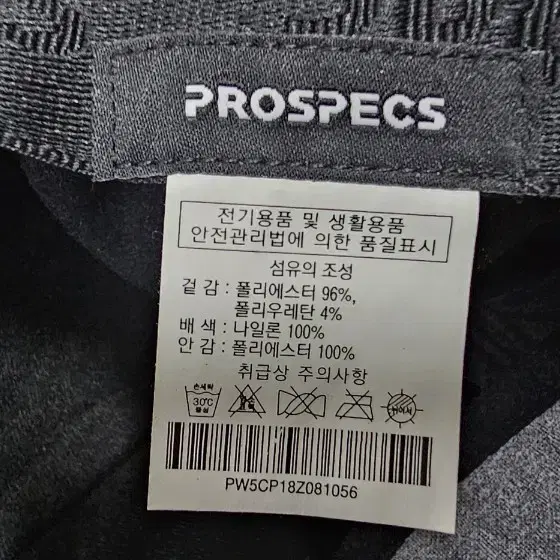 PROSPECS
전기용품 및 생활용품
안전관리법에 의한 품질표시
섬유의 조성
겉 감 : 폴리에스터 96%,
폴리우레탄 4%
배 색 : 나일론 100%
안 감 : 폴리에스터 100%
취급상 주의사항
손세탁
30℃
PW5CP18Z081056